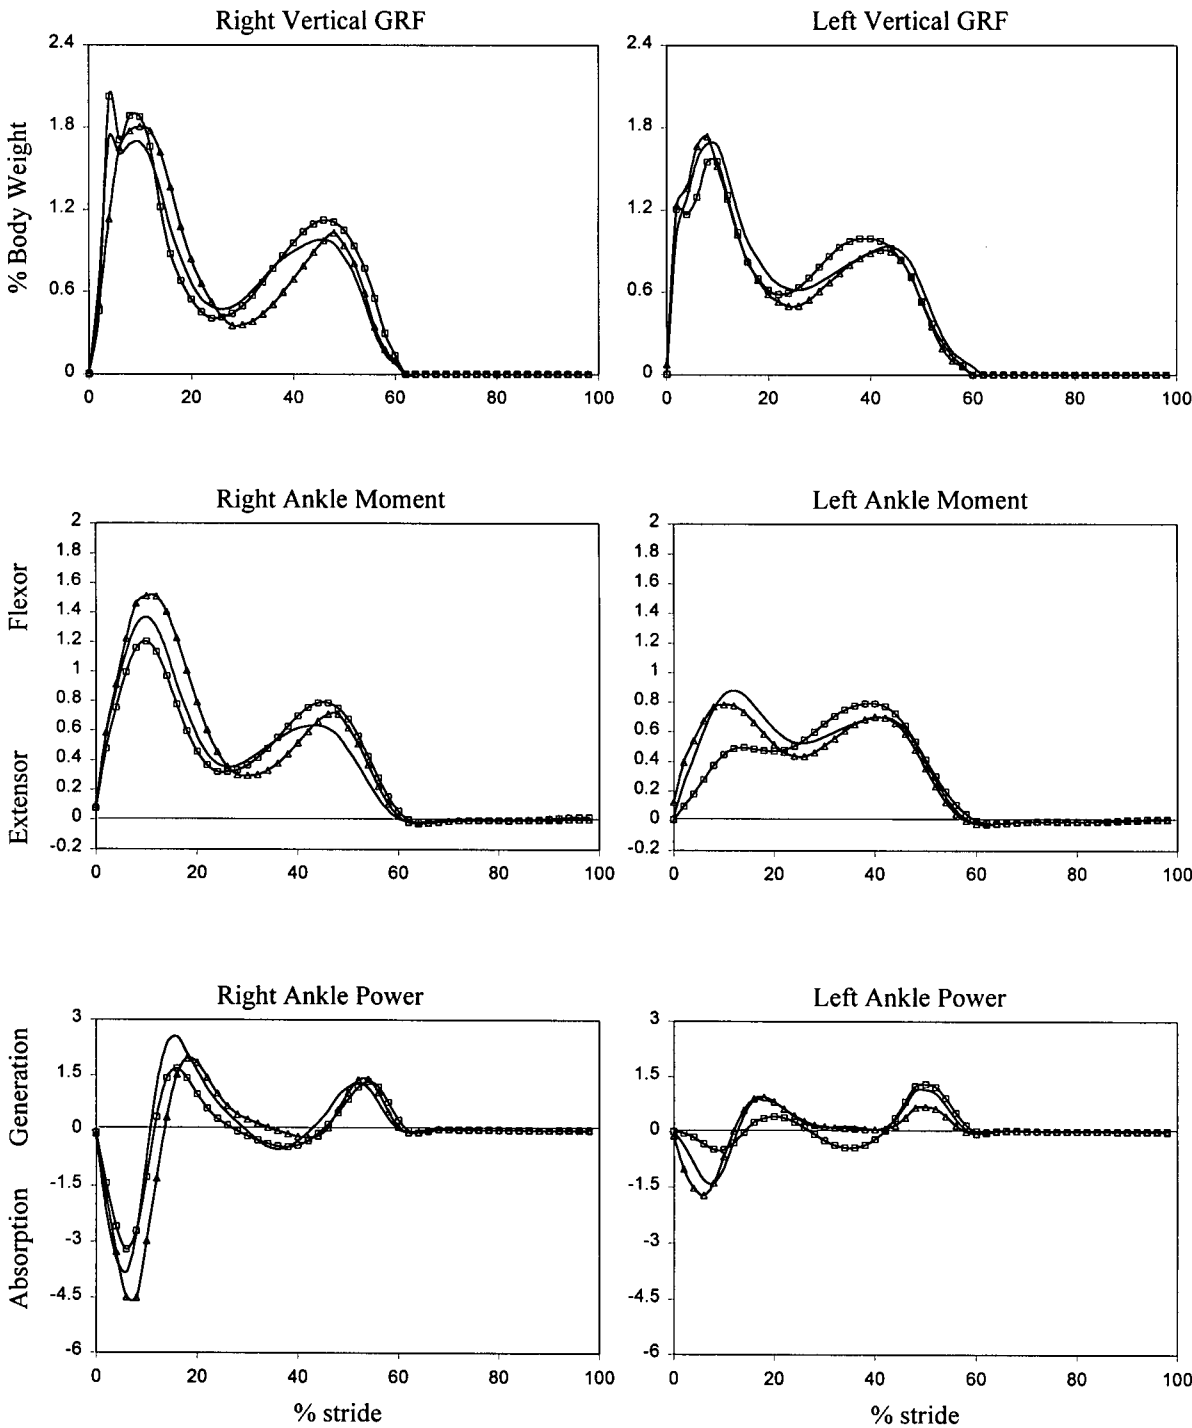 Right Vertical GRF
Left Vertical GRF
% Body Weight
2.4
1.8
1.2
0.6
0
0 20 40 60 80 100
2.4
1.8
1.2
0.6
0
0 20 40 60 80 100
Right Ankle Moment
Left Ankle Moment
Extensor Flexor
2
1.8
1.6
1.4
1.2
1
0.8
0.6
0.4
0.2
0
-0.2
0 20 40 60 80 100
2
1.8
1.6
1.4
1.2
1
0.8
0.6
0.4
0.2
0
-0.2
0 20 40 60 80 100
Right Ankle Power
Left Ankle Power
Absorption Generation
3
1.5
0
-1.5
-3
-4.5
-6
0 20 40 60 80 100
3
1.5
0
-1.5
-3
-4.5
-6
0 20 40 60 80 100
% stride
% stride